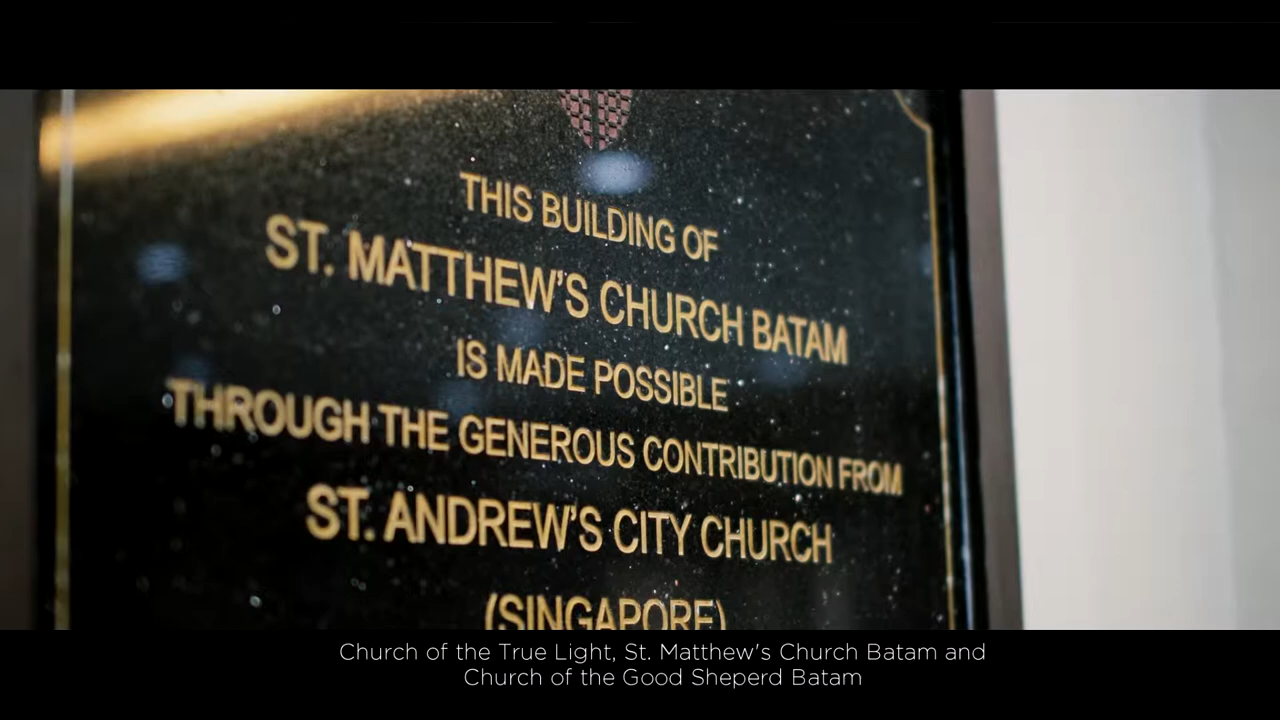 THIS BUILDING OF
ST. MATTHEW'S CHURCH BATAM
IS MADE POSSIBLE
THROUGH THE GENEROUS CONTRIBUTION FROM
ST. ANDREW'S CITY CHURCH
(SINGAPORE)
Church of the True Light, St. Matthew's Church Batam and
Church of the Good Sheperd Batam